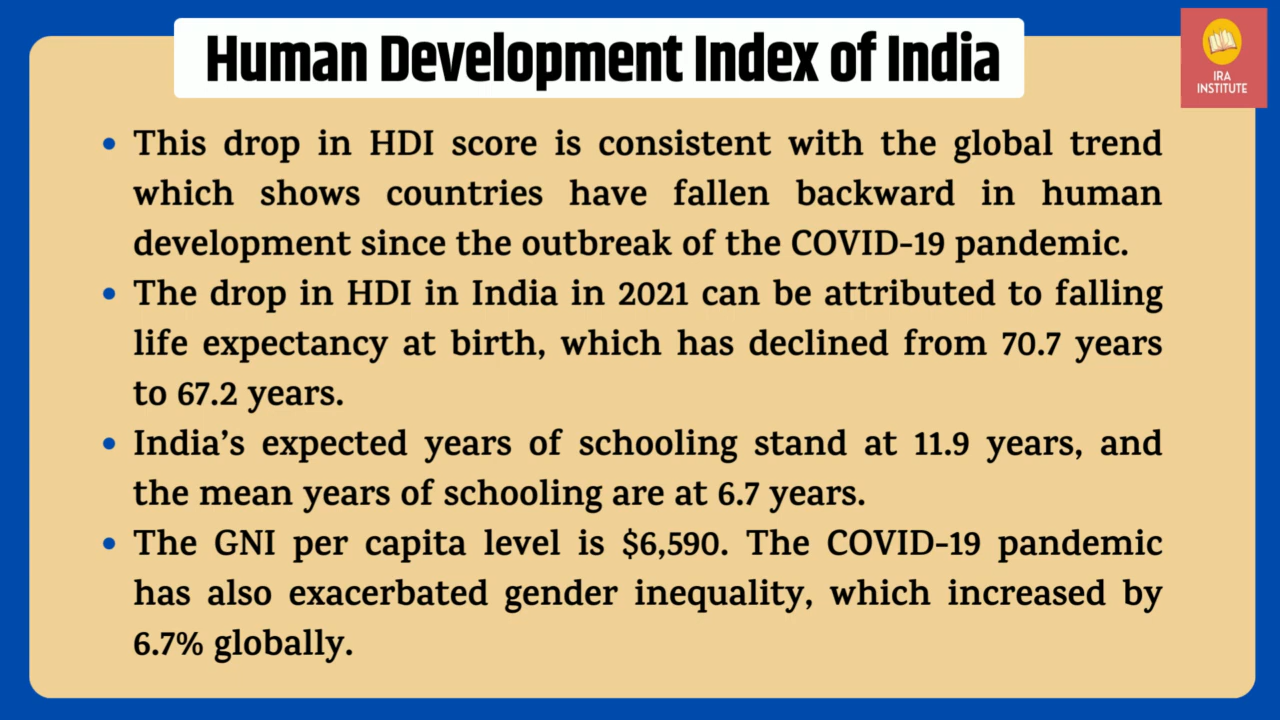 Human Development Index of India
IRA
INSTITUTE
• This drop in HDI score is consistent with the global trend
which shows countries have fallen backward in human
development since the outbreak of the COVID-19 pandemic.
• The drop in HDI in India in 2021 can be attributed to falling
life expectancy at birth, which has declined from 70.7 years
to 67.2 years.
• India’s expected years of schooling stand at 11.9 years, and
the mean years of schooling are at 6.7 years.
• The GNI per capita level is $6,590. The COVID-19 pandemic
has also exacerbated gender inequality, which increased by
6.7% globally.